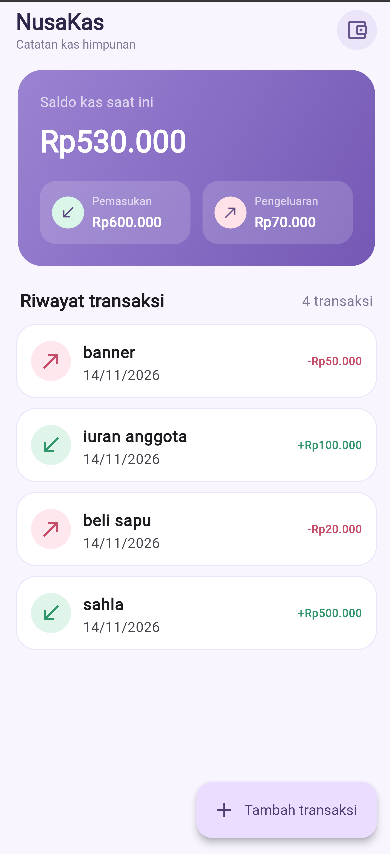 NusaKas
Catatan kas himpunan
Saldo kas saat ini
Rp530.000
Pemasukan
Rp600.000
Pengeluaran
Rp70.000
Riwayat transaksi
4 transaksi
banner
14/11/2026
-Rp50.000
iuran anggota
14/11/2026
+Rp100.000
beli sapu
14/11/2026
-Rp20.000
sahla
14/11/2026
+Rp500.000
Tambah transaksi